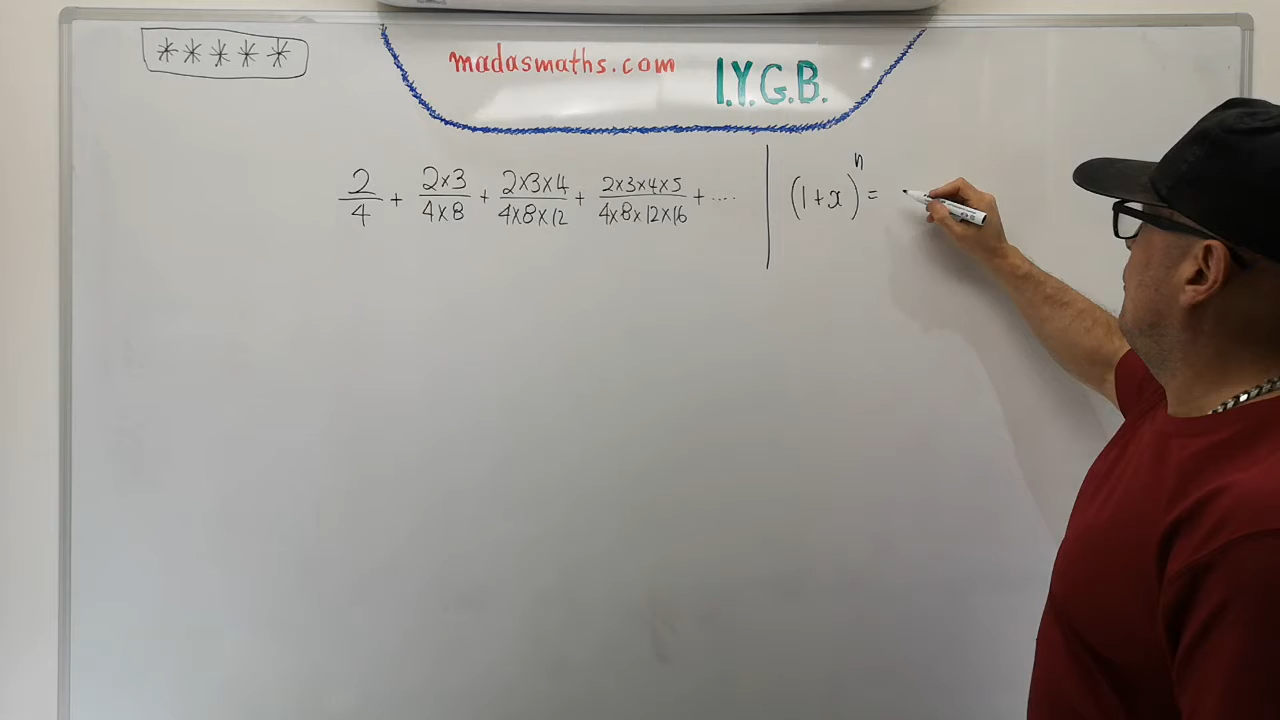 *****
madasmaths.com I.Y.G.B.
2/4 + (2×3)/(4×8) + (2×3×4)/(4×8×12) + (2×3×4×5)/(4×8×12×16) + .... | (1+x)^n =